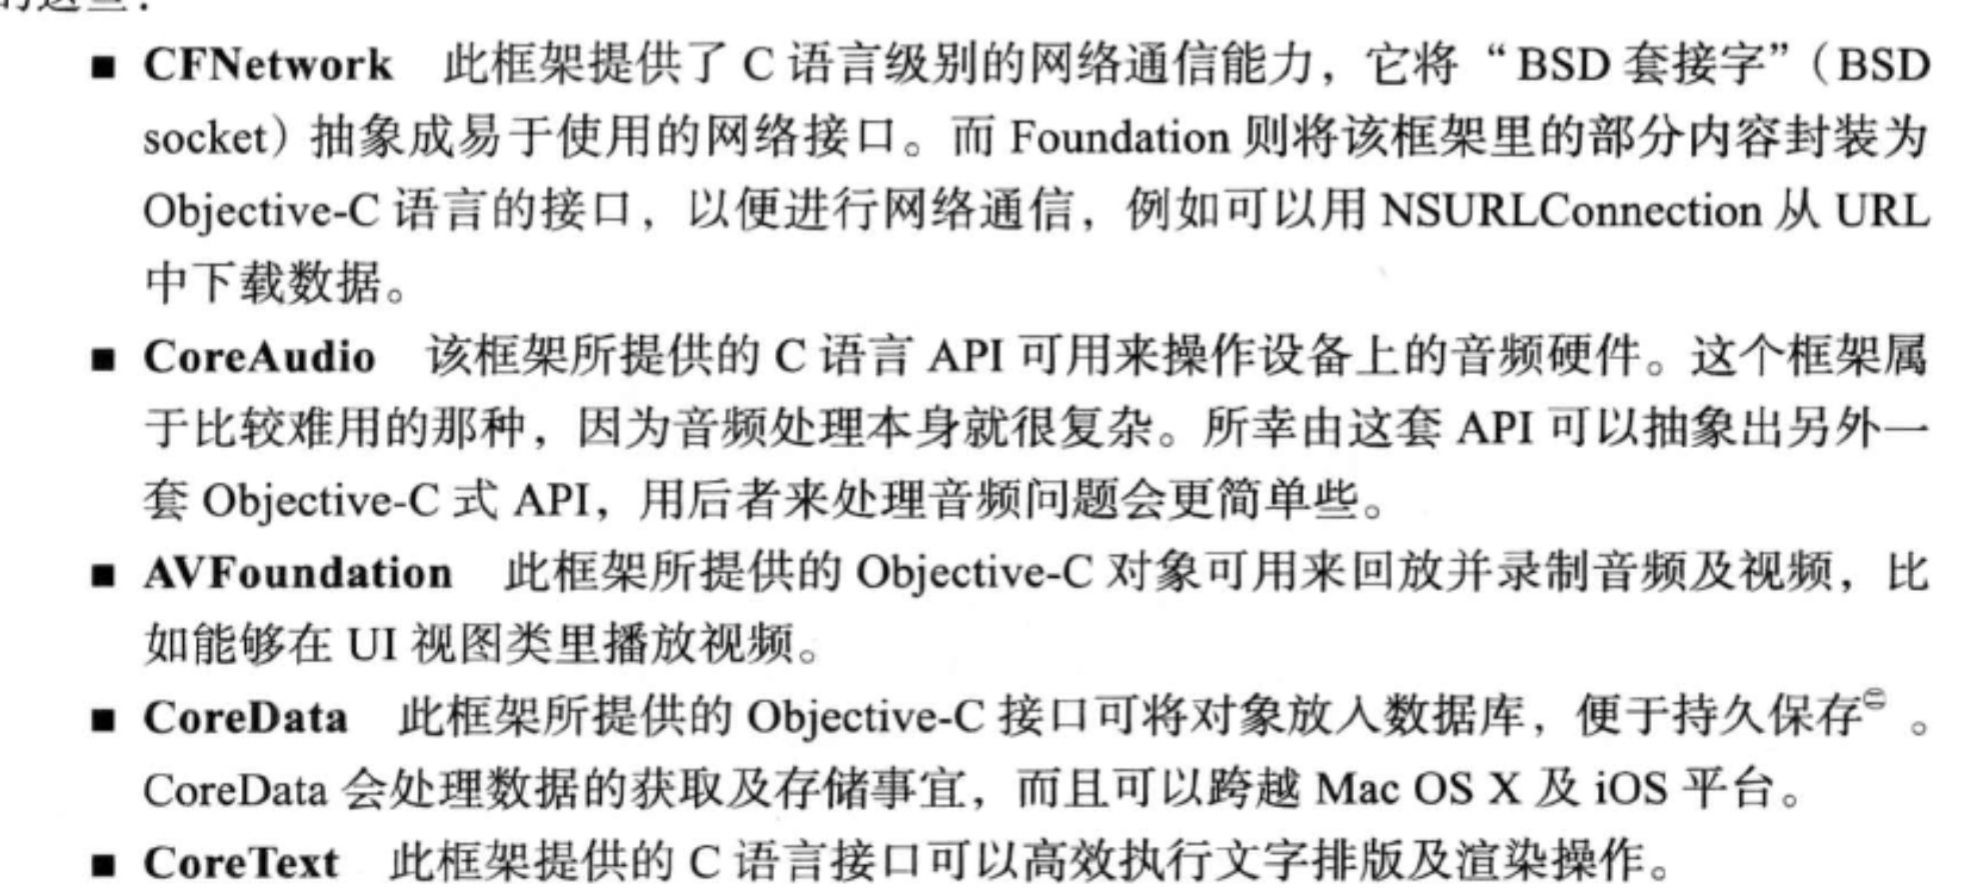 的这些：
■ CFNetwork 此框架提供了 C 语言级别的网络通信能力，它将 “BSD 套接字”（BSD
socket）抽象成易于使用的网络接口。而 Foundation 则将该框架里的部分内容封装为
Objective-C 语言的接口，以便进行网络通信，例如可以用 NSURLConnection 从 URL
中下载数据。
■ CoreAudio 该框架所提供的 C 语言 API 可用来操作设备上的音频硬件。这个框架属
于比较难用的那种，因为音频处理本身就很复杂。所幸由这套 API 可以抽象出另外一
套 Objective-C 式 API，用后者来处理音频问题会更简单些。
■ AVFoundation 此框架所提供的 Objective-C 对象可用来回放并录制音频及视频，比
如能够在 UI 视图类里播放视频。
■ CoreData 此框架所提供的 Objective-C 接口可将对象放入数据库，便于持久保存㊁。
CoreData 会处理数据的获取及存储事宜，而且可以跨越 Mac OS X 及 iOS 平台。
■ CoreText 此框架提供的 C 语言接口可以高效执行文字排版及渲染操作。